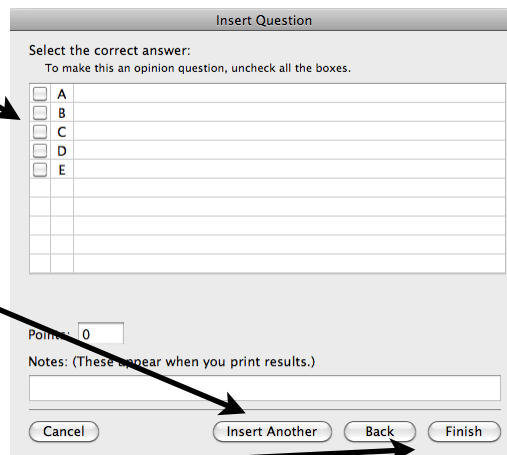 Insert Question
Select the correct answer:
To make this an opinion question, uncheck all the boxes.
A
B
C
D
E
Points: 0
Notes: (These appear when you print results.)
Cancel Insert Another Back Finish